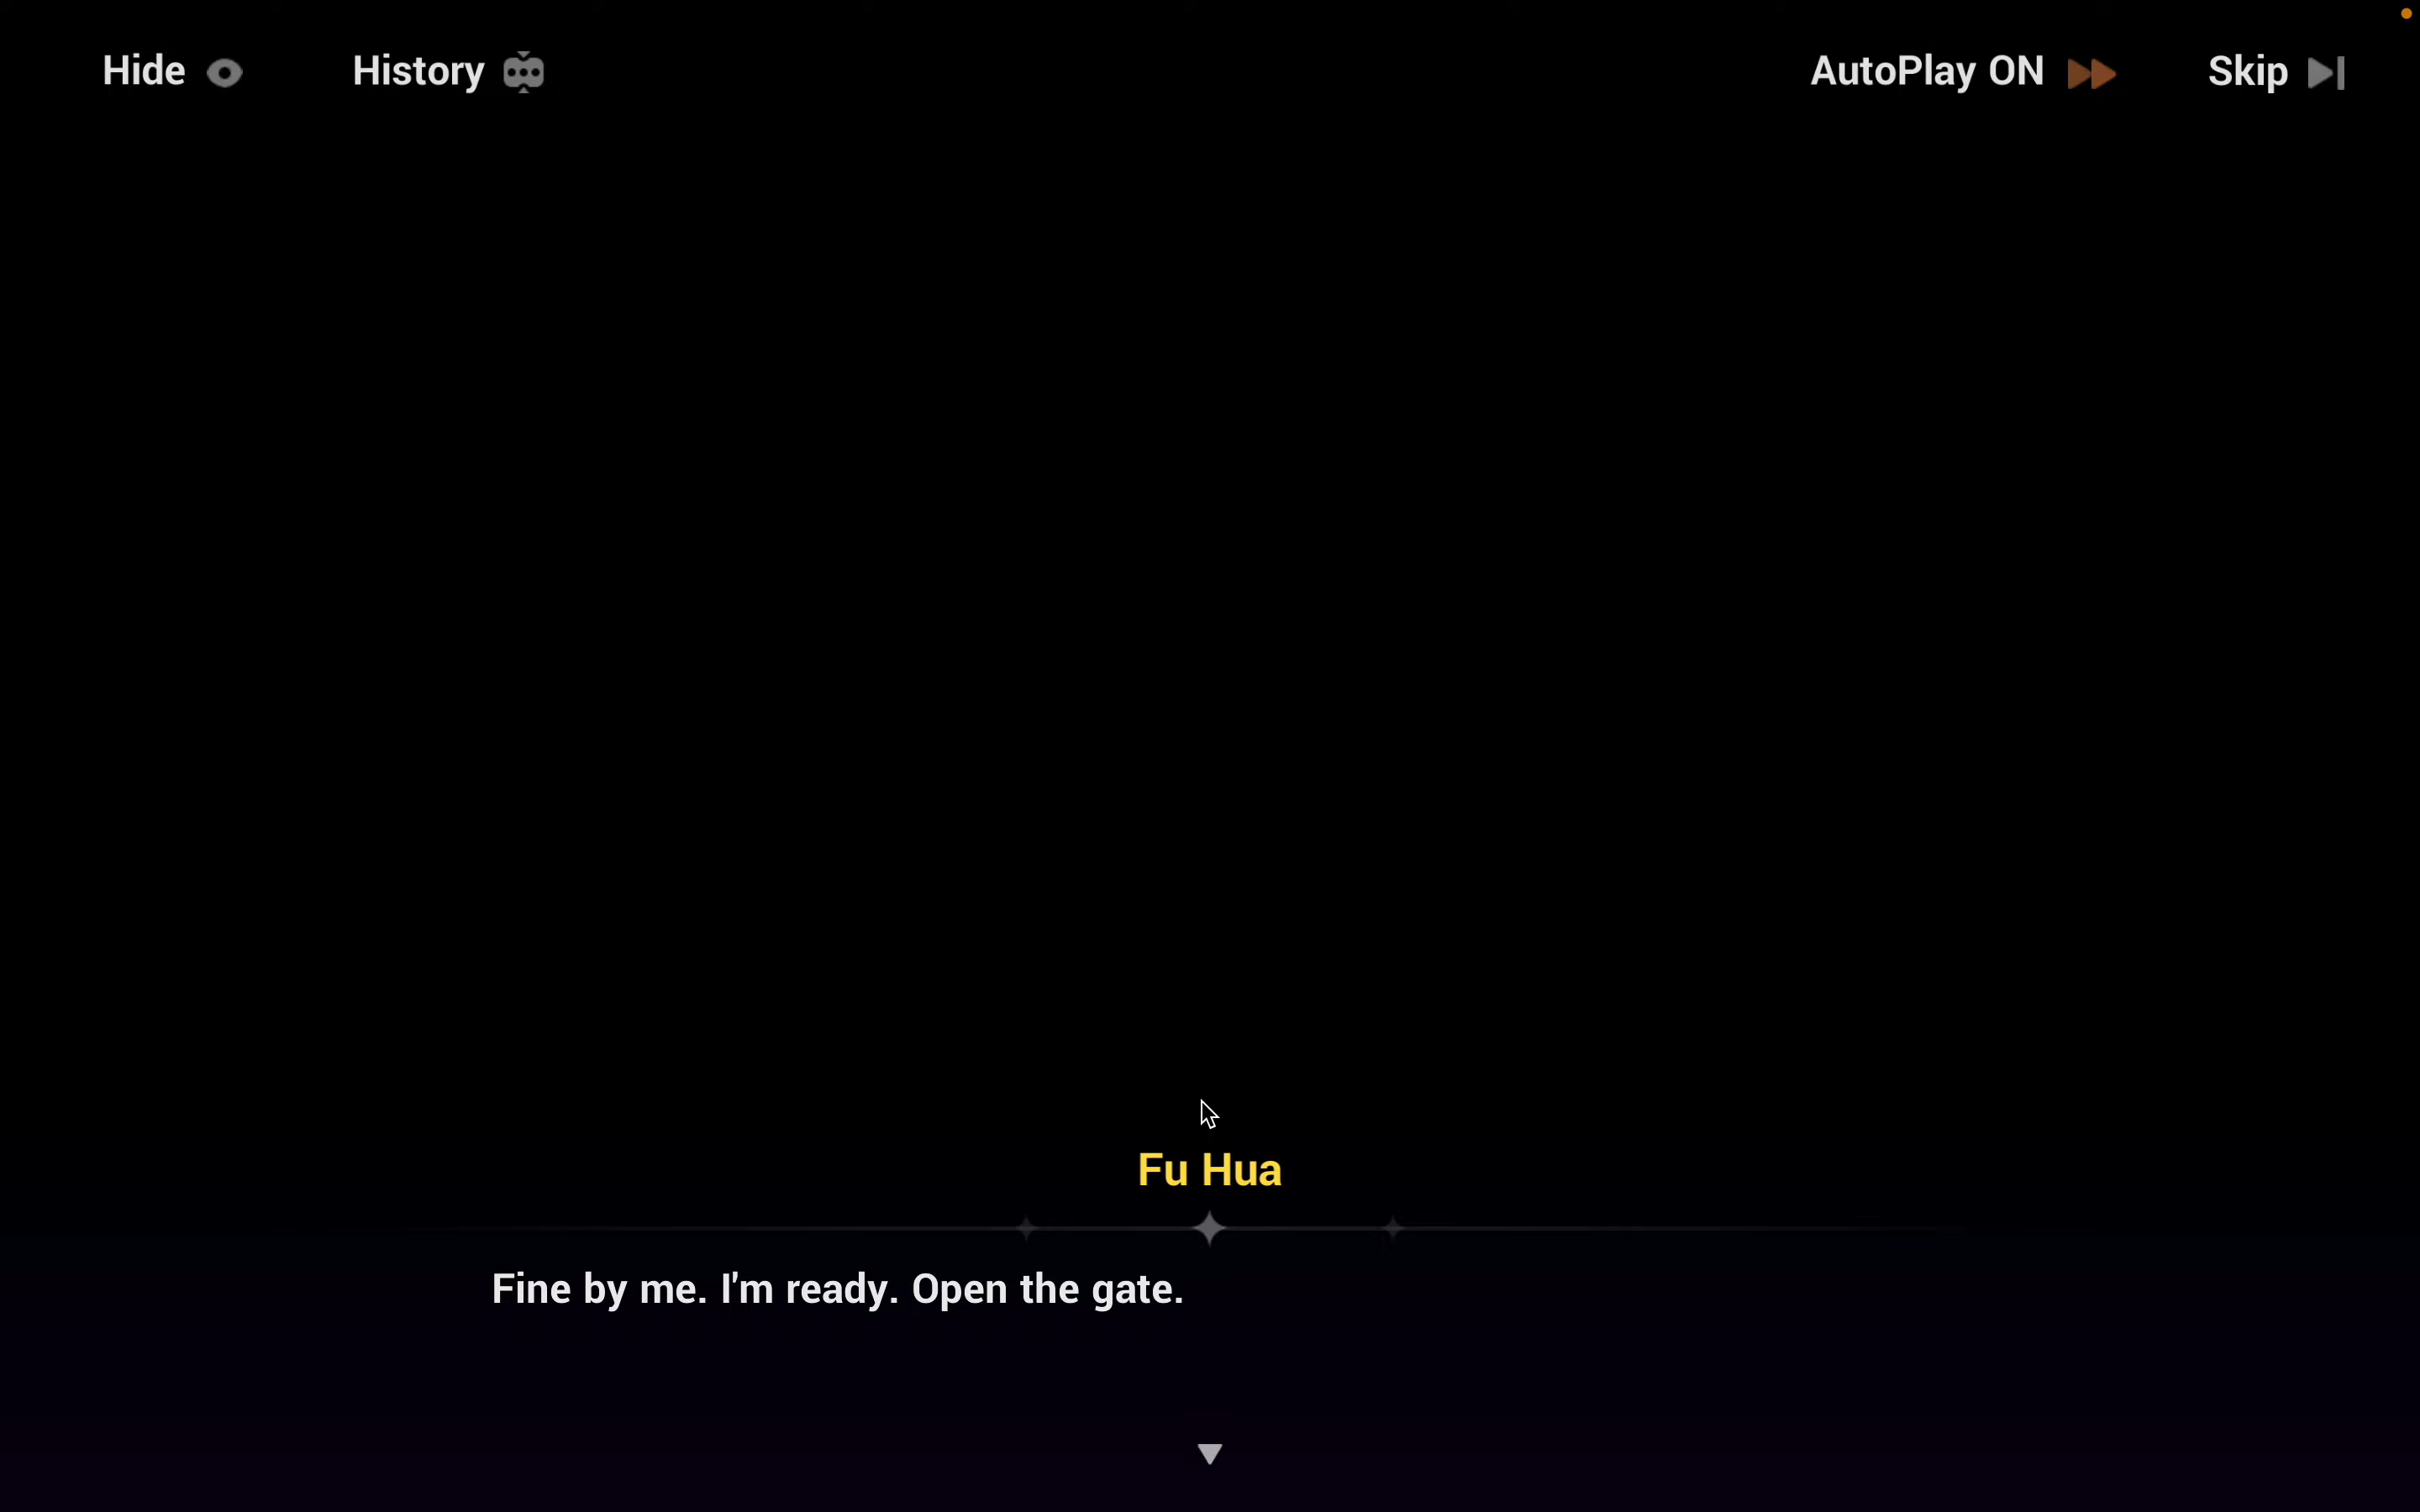 Hide
History
AutoPlay ON
Skip
Fu Hua
Fine by me. I'm ready. Open the gate.